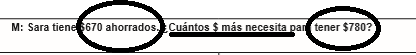 M: Sara tiene $670 ahorrados. ¿Cuántos $ más necesita para tener $780?